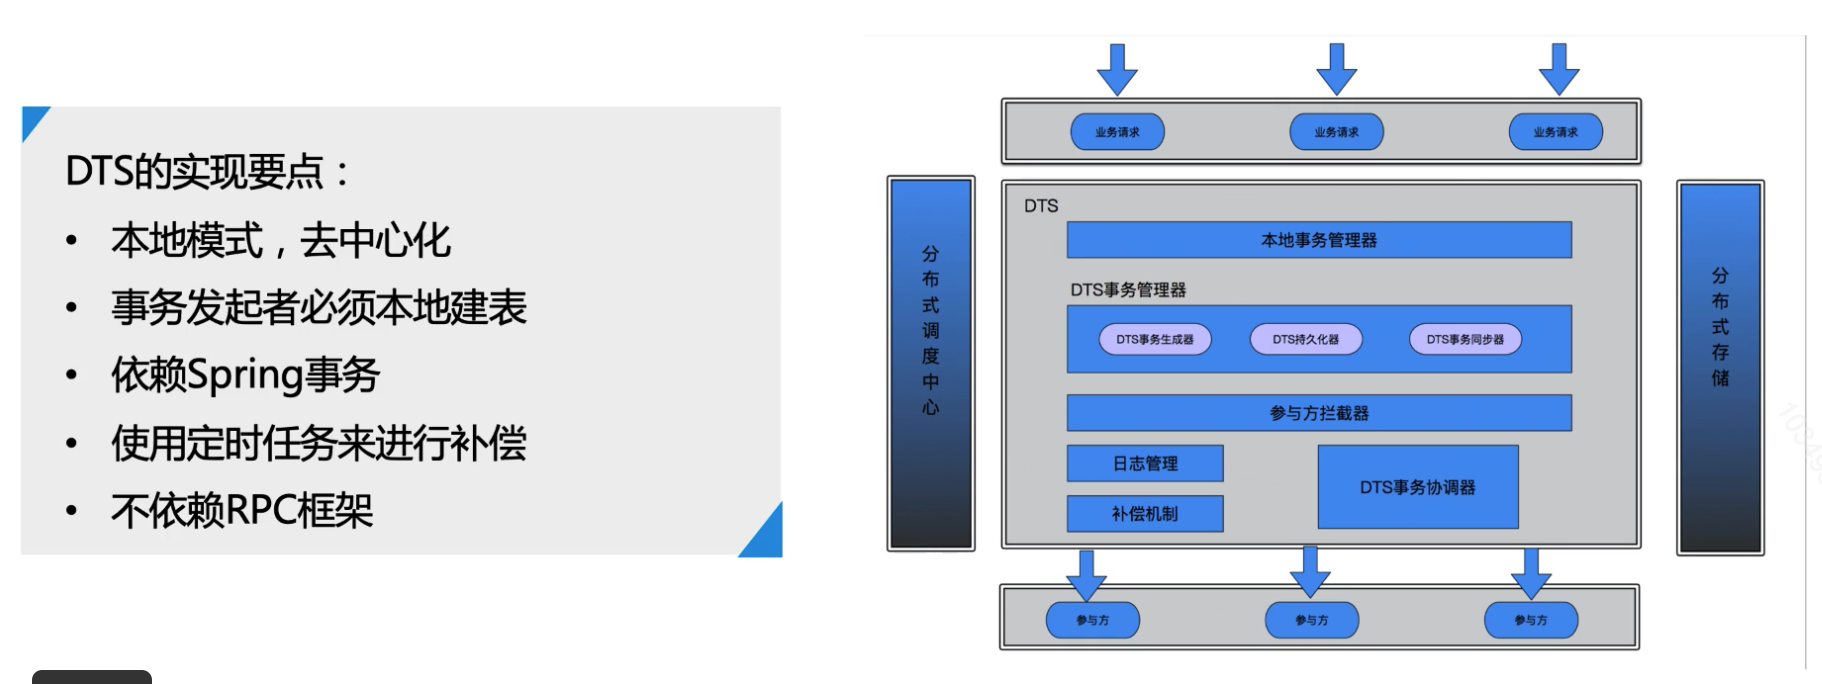 DTS的实现要点：
• 本地模式，去中心化
• 事务发起者必须本地建表
• 依赖Spring事务
• 使用定时任务来进行补偿
• 不依赖RPC框架
业务请求
业务请求
业务请求
分布式调度中心
DTS
本地事务管理器
DTS事务管理器
DTS事务生成器
DTS持久化器
DTS事务同步器
参与方拦截器
日志管理
补偿机制
DTS事务协调器
分布式存储
参与方
参与方
参与方